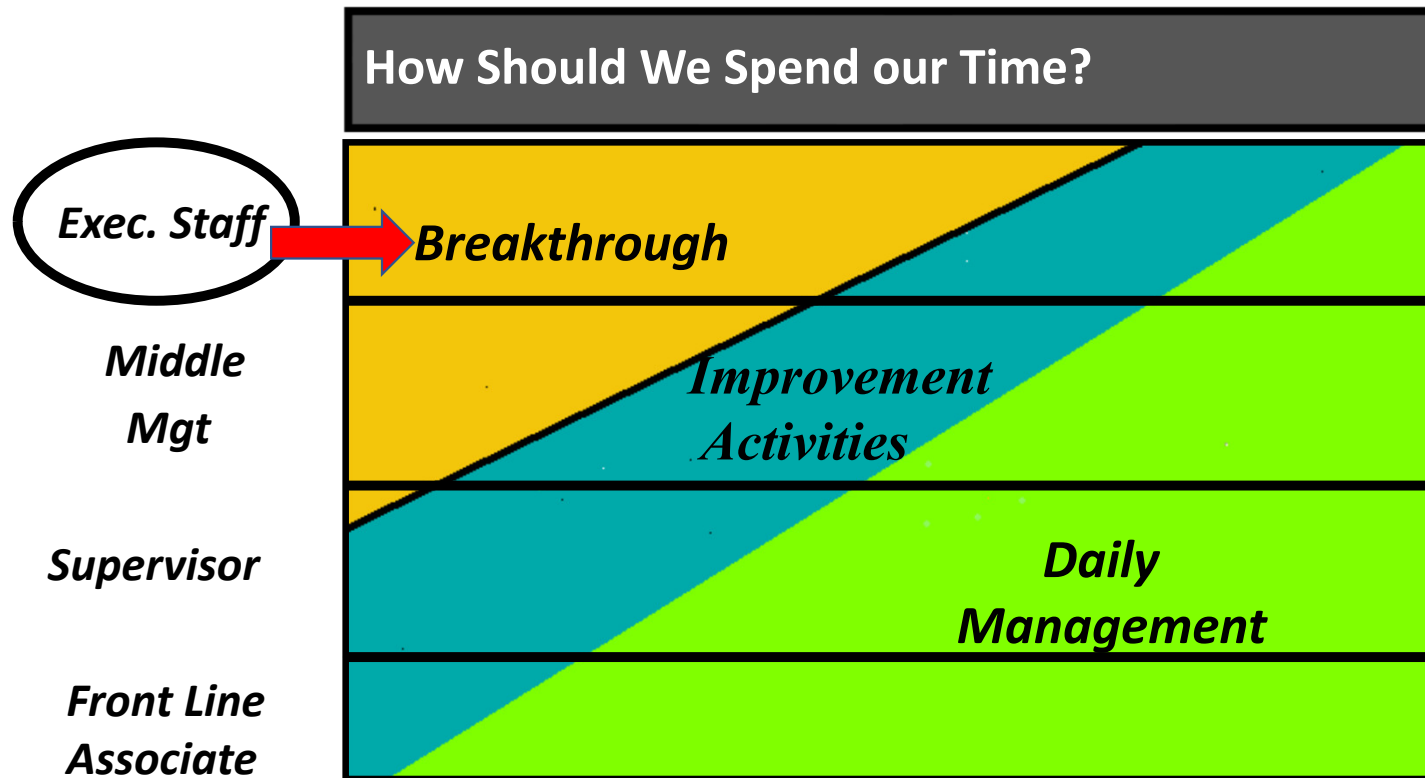 How Should We Spend our Time?
Exec. Staff
Breakthrough
Middle
Mgt
Improvement
Activities
Supervisor
Daily
Management
Front Line
Associate